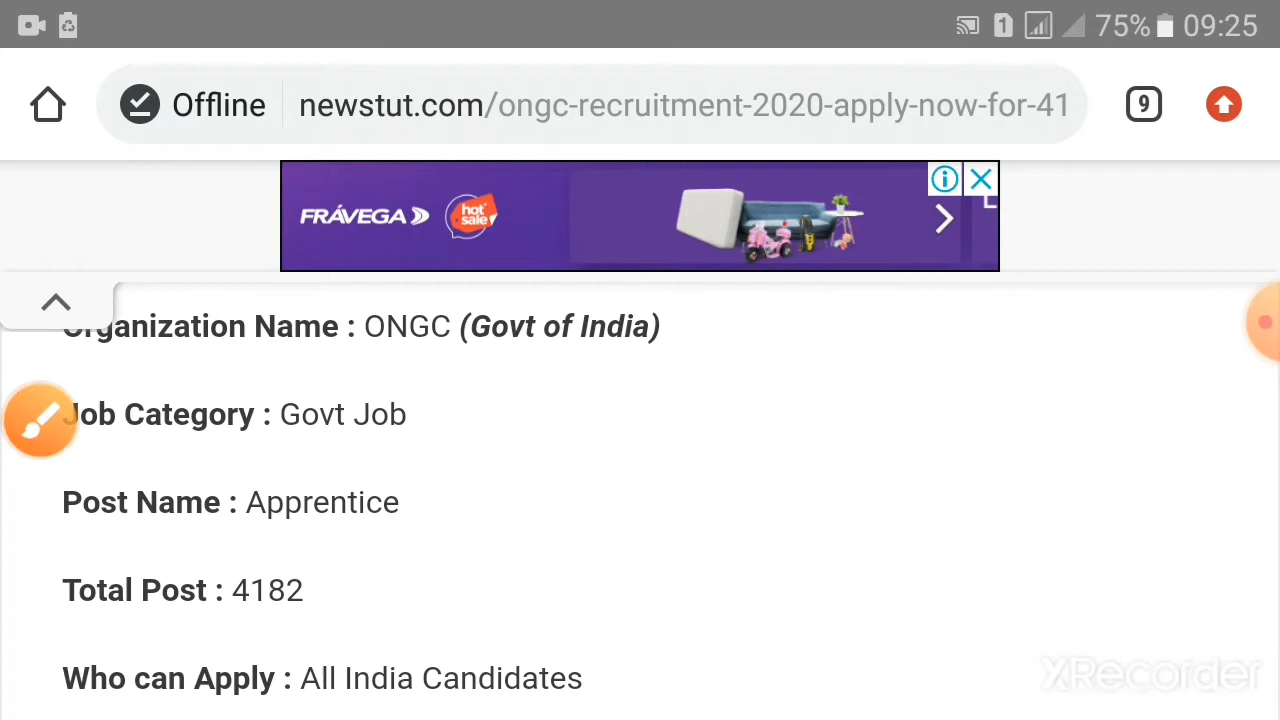 1 75% 09:25
Offline newstut.com/ongc-recruitment-2020-apply-now-for-41 9
FRÁVEGA hot sale
Organization Name : ONGC (Govt of India)
Job Category : Govt Job
Post Name : Apprentice
Total Post : 4182
Who can Apply : All India Candidates
XRecorder